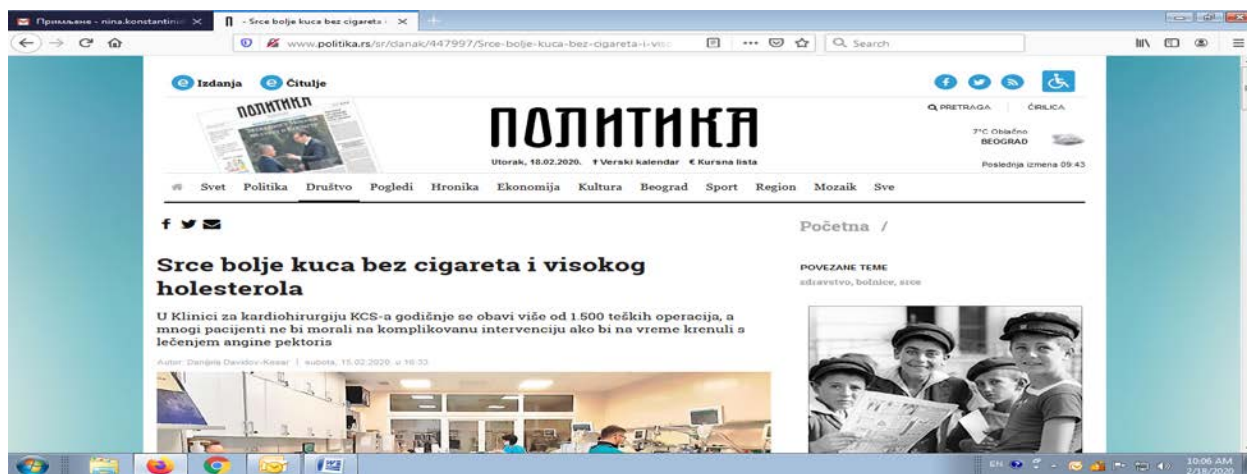 Примљене - nina.konstantini
- Srce bolje kuca bez cigareta i
www.politika.rs/sr/clanak/447997/Srce-bolje-kuca-bez-cigareta-i-viso
Search
Izdanja
Čitulje
ПОЛИТИКА
ПОЛИТИКА
PRETRAGA
ĆIRILICA
7°C Oblačno
BEOGRAD
Utorak, 18.02.2020. Verski kalendar € Kursna lista
Poslednja izmena 09:43
Svet Politika Društvo Pogledi Hronika Ekonomija Kultura Beograd Sport Region Mozaik Sve
Početna /
Srce bolje kuca bez cigareta i visokog
holesterola
U Klinici za kardiohirurgiju KCS-a godišnje se obavi više od 1.500 teških operacija, a
mnogi pacijenti ne bi morali na komplikovanu intervenciju ako bi na vreme krenuli s
lečenjem angine pektoris
Autor: Danijela Davidov-Kesar | subota, 15.02.2020. u 16:33
POVEZANE TEME
zdravstvo, bolnice, srce
EN
10:06 AM
2/18/2020